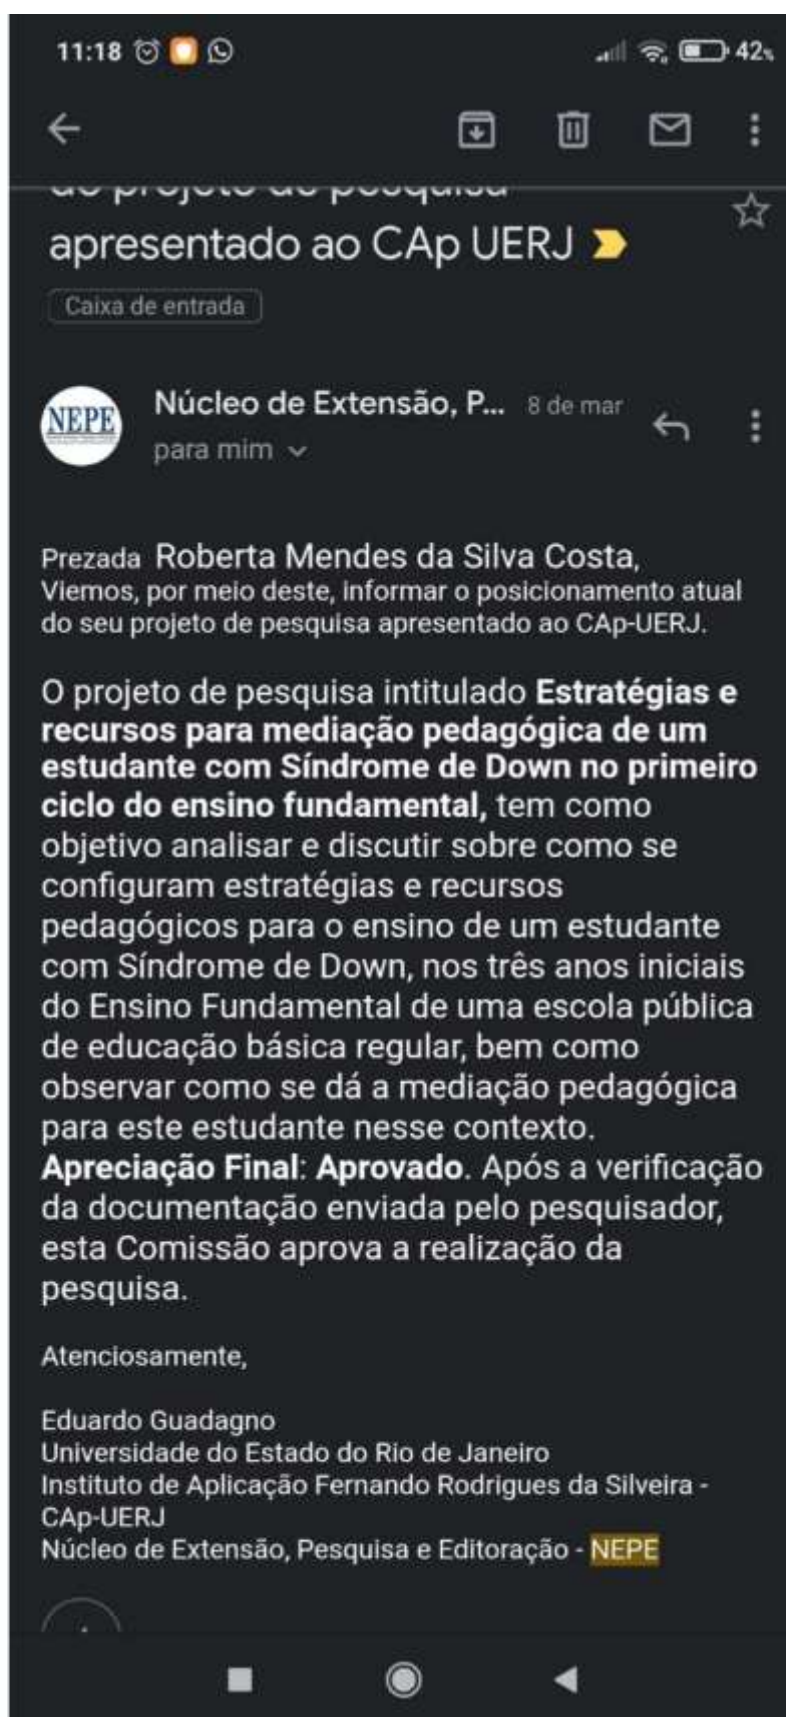 11:18 42%
do projeto de pesquisa
apresentado ao CAp UERJ
Caixa de entrada
NEPE
Núcleo de Extensão, P... 8 de mar
para mim
Prezada Roberta Mendes da Silva Costa,
Viemos, por meio deste, informar o posicionamento atual
do seu projeto de pesquisa apresentado ao CAp-UERJ.
O projeto de pesquisa intitulado Estratégias e
recursos para mediação pedagógica de um
estudante com Síndrome de Down no primeiro
ciclo do ensino fundamental, tem como
objetivo analisar e discutir sobre como se
configuram estratégias e recursos
pedagógicos para o ensino de um estudante
com Síndrome de Down, nos três anos iniciais
do Ensino Fundamental de uma escola pública
de educação básica regular, bem como
observar como se dá a mediação pedagógica
para este estudante nesse contexto.
Apreciação Final: Aprovado. Após a verificação
da documentação enviada pelo pesquisador,
esta Comissão aprova a realização da
pesquisa.
Atenciosamente,
Eduardo Guadagno
Universidade do Estado do Rio de Janeiro
Instituto de Aplicação Fernando Rodrigues da Silveira -
CAp-UERJ
Núcleo de Extensão, Pesquisa e Editoração - NEPE